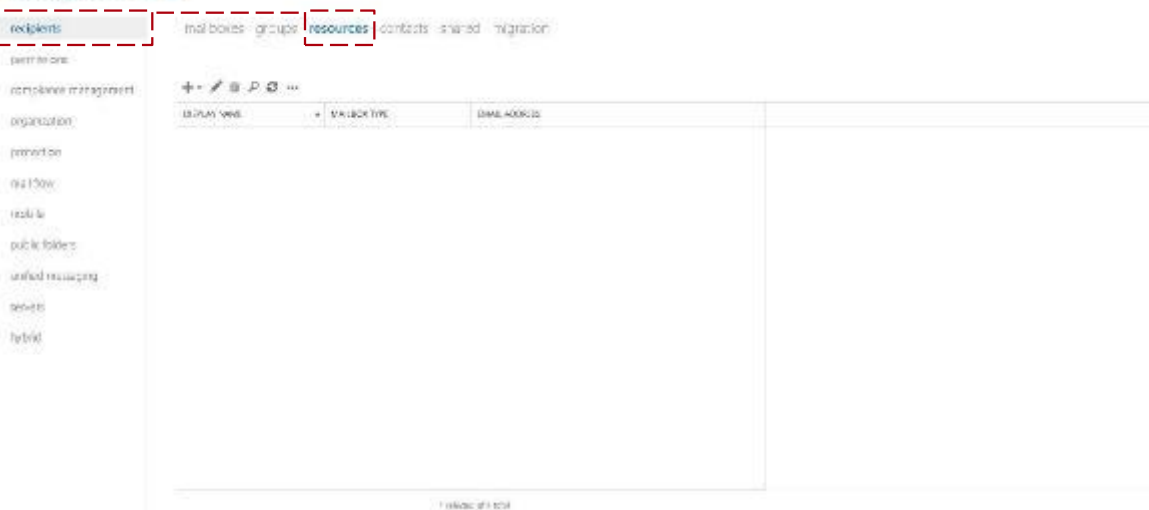 recipients
mailboxes groups resources contacts shared migration
permissions
compliance management
organization
protection
mail flow
mobile
public folders
unified messaging
servers
hybrid
DISPLAY NAME MAILBOX TYPE EMAIL ADDRESS